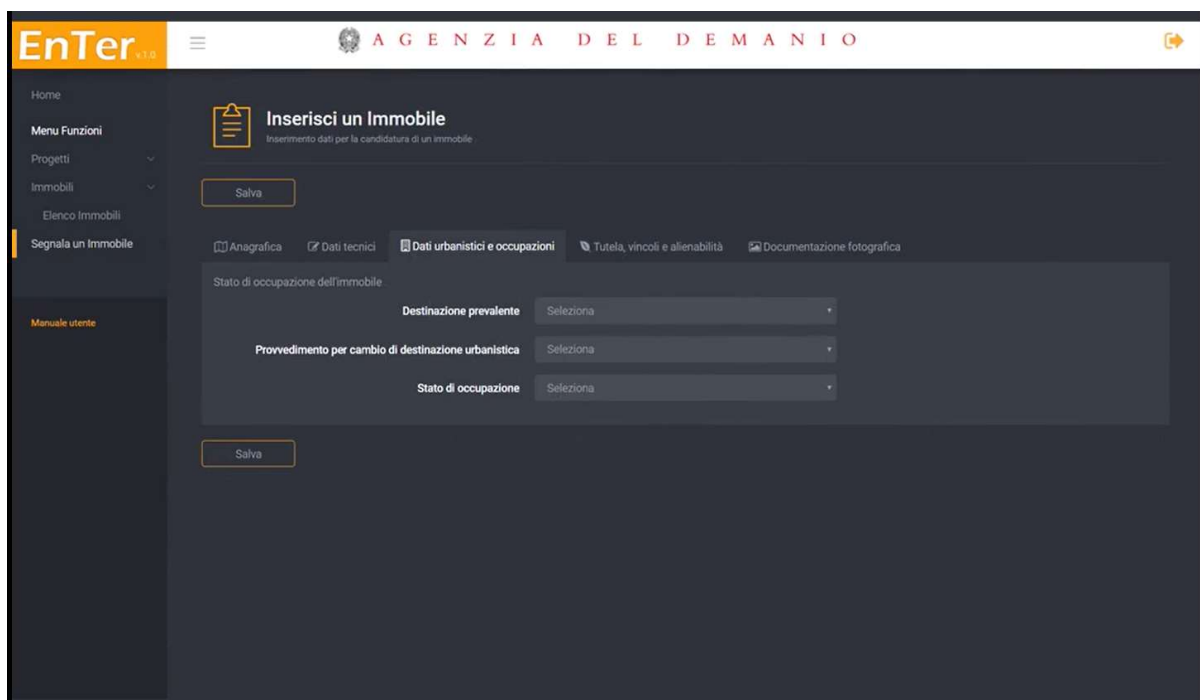 EnTer v.1.0
AGENZIA DEL DEMANIO
Home
Menu Funzioni
Progetti
Immobili
Elenco Immobili
Segnala un Immobile
Manuale utente
Inserisci un Immobile
Inserimento dati per la candidatura di un immobile
Salva
Anagrafica
Dati tecnici
Dati urbanistici e occupazioni
Tutela, vincoli e alienabilità
Documentazione fotografica
Stato di occupazione dell'immobile
Destinazione prevalente Seleziona
Provvedimento per cambio di destinazione urbanistica Seleziona
Stato di occupazione Seleziona
Salva